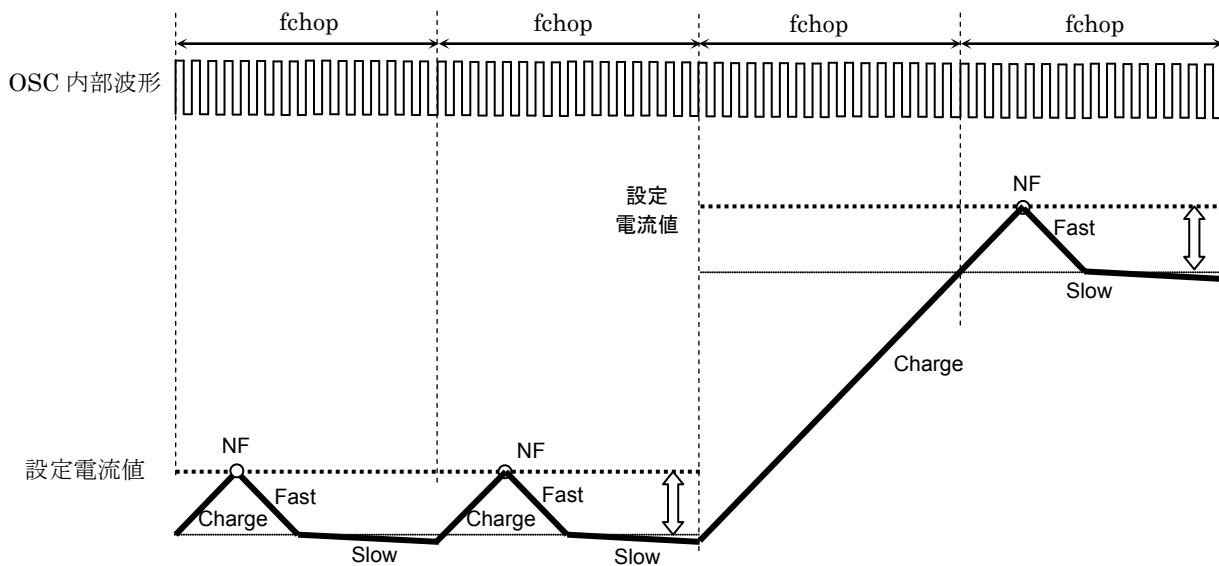 fchop fchop fchop fchop
OSC 内部波形
設定
電流値
NF
Fast
Slow
Charge
設定電流値
NF
Fast
Charge
Slow
NF
Fast
Charge
Slow